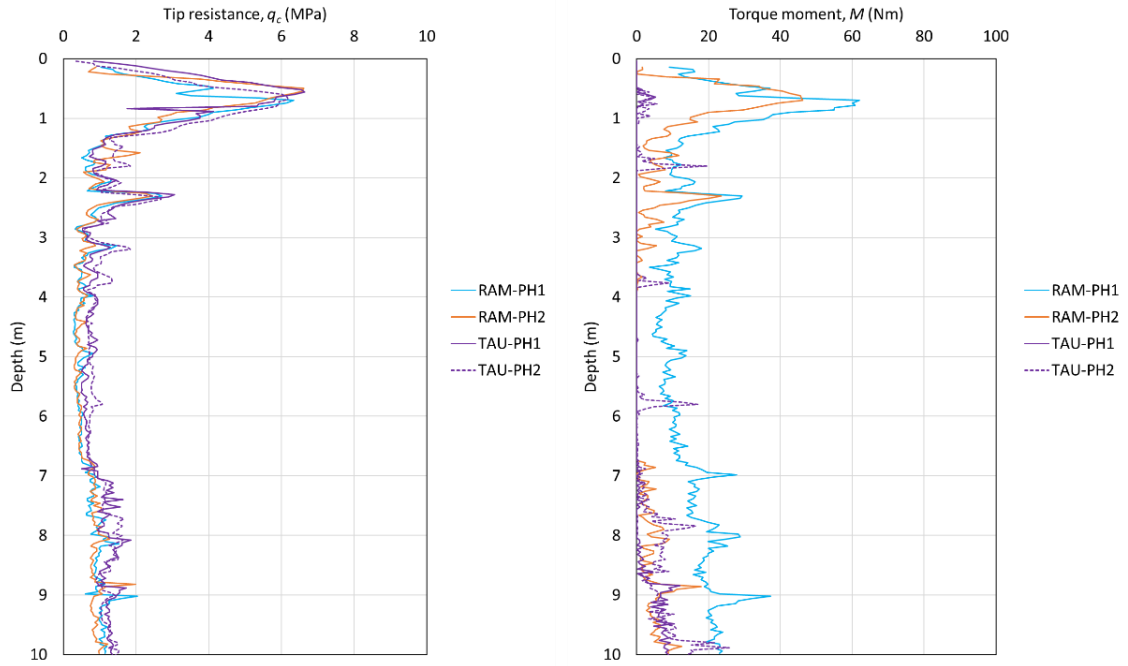 Tip resistance, q_c (MPa)
0 2 4 6 8 10
0
1
2
3
4
5
6
7
8
9
10
Depth (m)
RAM-PH1
RAM-PH2
TAU-PH1
TAU-PH2
Torque moment, M (Nm)
0 20 40 60 80 100
0
1
2
3
4
5
6
7
8
9
10
Depth (m)
RAM-PH1
RAM-PH2
TAU-PH1
TAU-PH2